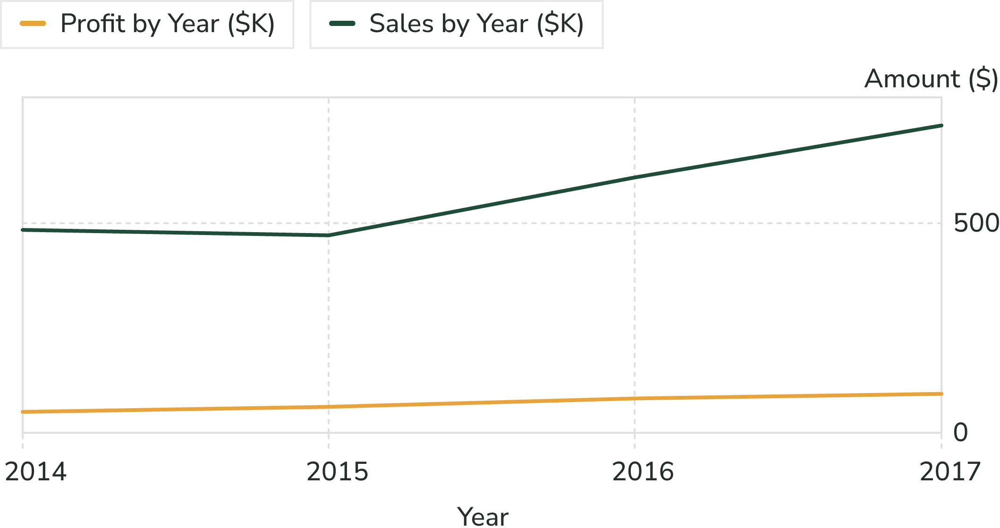 Profit by Year ($K)
Sales by Year ($K)
Amount ($)
500
0
2014
2015
2016
2017
Year